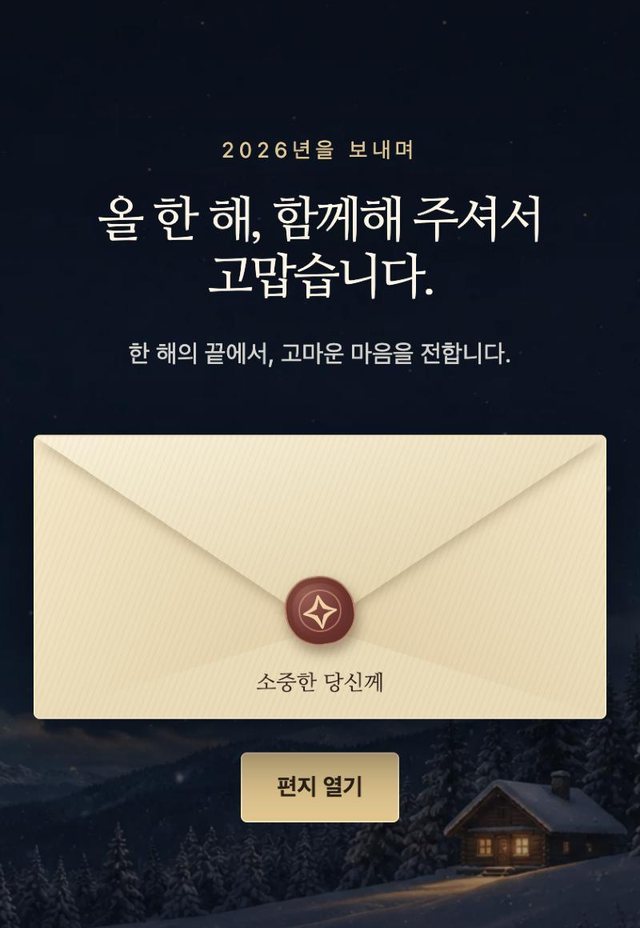 2026년을 보내며
올 한 해, 함께해 주셔서
고맙습니다.
한 해의 끝에서, 고마운 마음을 전합니다.
소중한 당신께
편지 열기